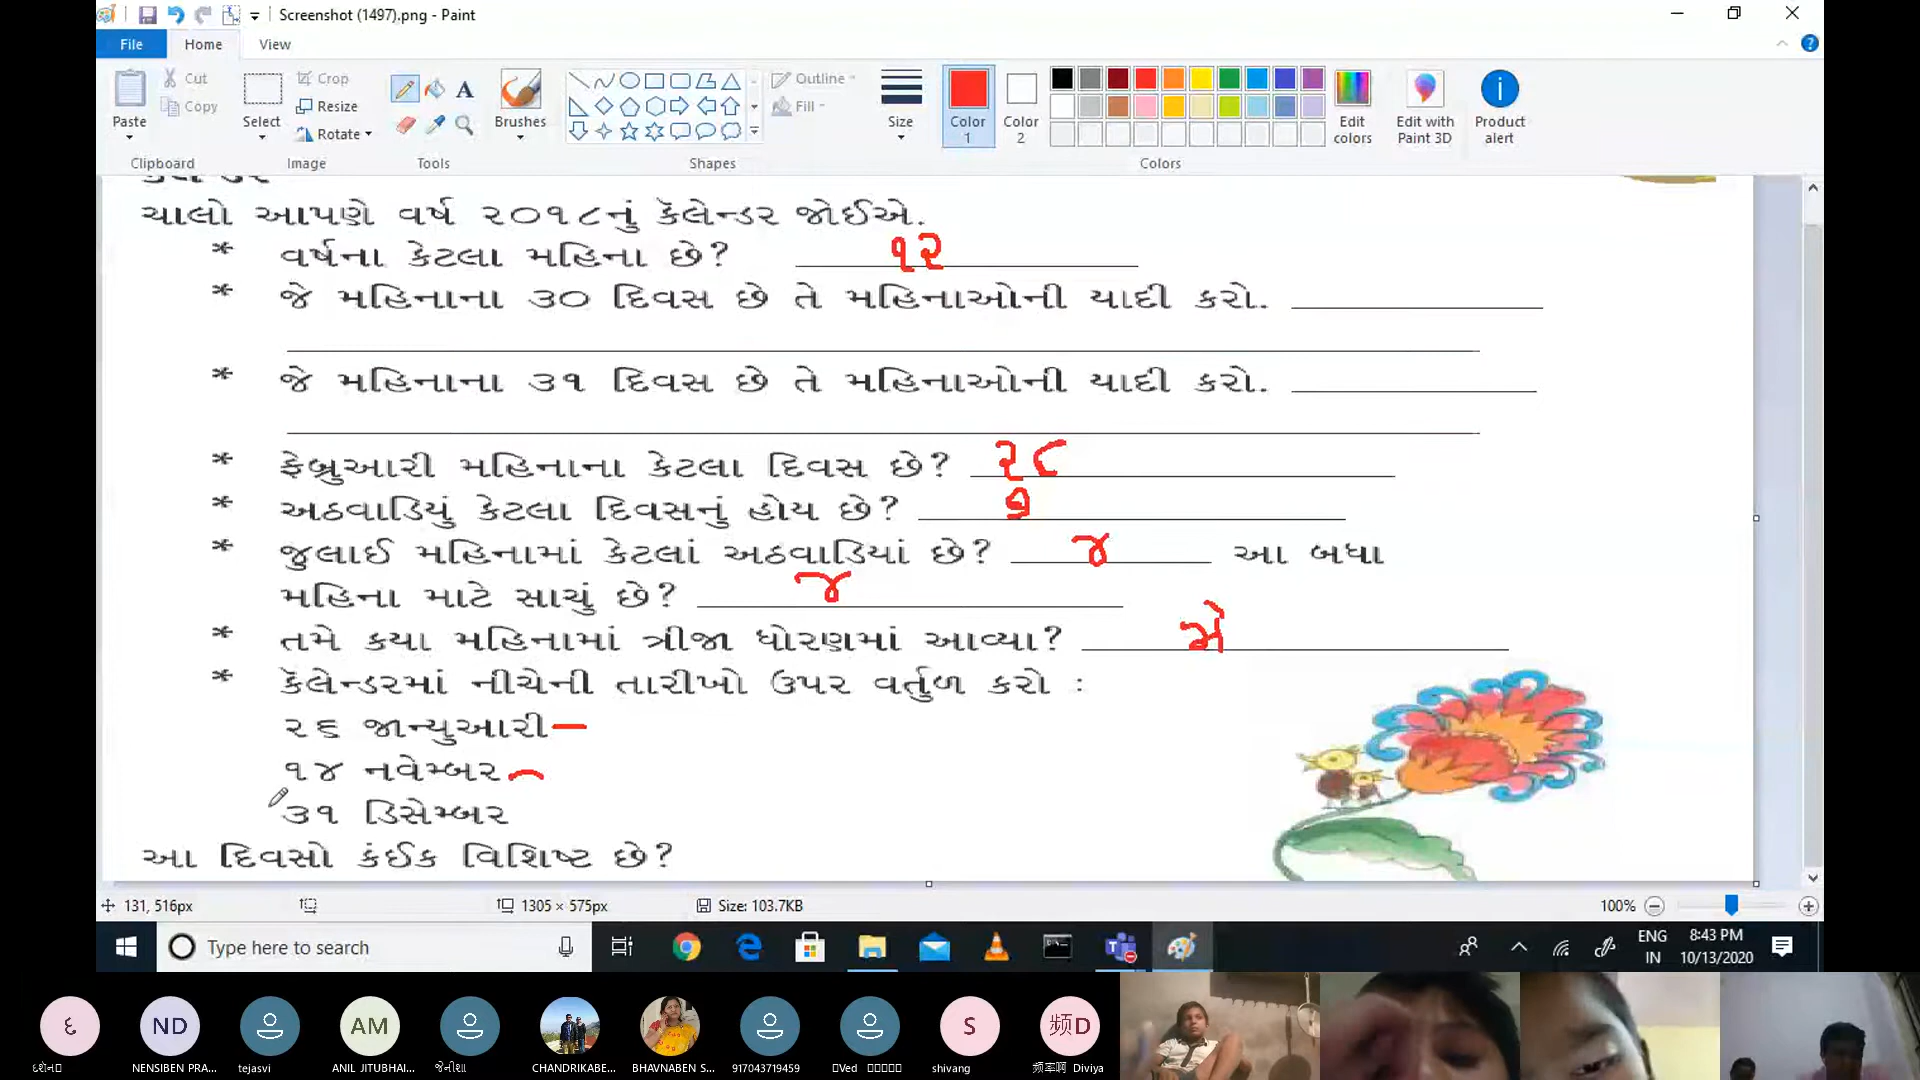 Screenshot (1497).png - Paint
File Home View
Paste Cut Copy Clipboard
Select Crop Resize Rotate Image
Tools
Brushes
Shapes Outline Fill
Size
Color 1 Color 2
Colors
Edit colors
Edit with Paint 3D
Product alert
ચાલો આપણે વર્ષ ૨૦૧૮નું કૅલેન્ડર જોઈએ.
* વર્ષના કેટલા મહિના છે? ૧૨
* જે મહિનાના ૩૦ દિવસ છે તે મહિનાઓની યાદી કરો.
* જે મહિનાના ૩૧ દિવસ છે તે મહિનાઓની યાદી કરો.
* ફેબ્રુઆરી મહિનાના કેટલા દિવસ છે? ૨૮
* અઠવાડિયું કેટલા દિવસનું હોય છે? ૭
* જુલાઈ મહિનામાં કેટલાં અઠવાડિયાં છે? ૪ આ બધા
મહિના માટે સાચું છે? ૪
* તમે કયા મહિનામાં ત્રીજા ધોરણમાં આવ્યા? મે
* કૅલેન્ડરમાં નીચેની તારીખો ઉપર વર્તુળ કરો :
૨૬ જાન્યુઆરી
૧૪ નવેમ્બર
૩૧ ડિસેમ્બર
આ દિવસો કંઈક વિશિષ્ટ છે?
131, 516px 1305 × 575px Size: 103.7KB 100%
Type here to search
ENG IN
8:43 PM
10/13/2020
ND AM S 频D
NENSIBEN PRA... tejasvi ANIL JITUBHAI... જેનીશા CHANDRIKABE... BHAVNABEN S... 917043719459 Ved shivang 频率啊 Diviya